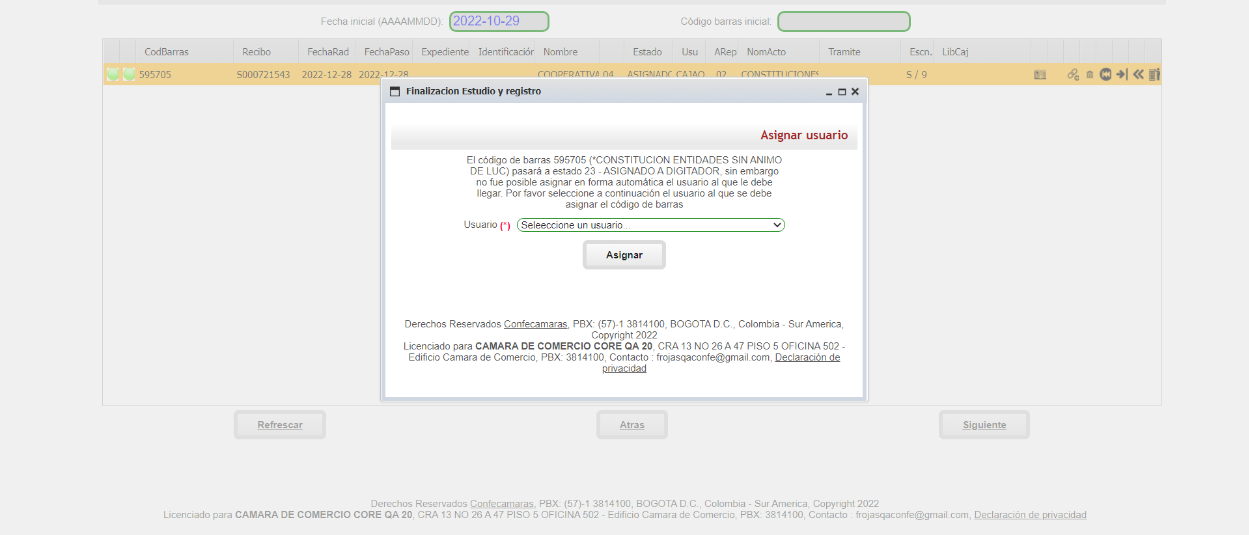 Fecha inicial (AAAAMMDD): 2022-10-29 Código barras inicial:
CodBarras Recibo FechaRad FechaPaso Expediente Identificación Nombre Estado Usu ARep NomActo Tramite Escn. LibCaj
595705 S000721543 2022-12-28 2022-12-28 COOPERATIVA 04 ASIGNADO CAJAO 02 CONSTITUCIONES 5 / 9
Finalizacion Estudio y registro
Asignar usuario
El código de barras 595705 (*CONSTITUCION ENTIDADES SIN ANIMO
DE LUC) pasará a estado 23 - ASIGNADO A DIGITADOR, sin embargo
no fue posible asignar en forma automática el usuario al que le debe
llegar. Por favor seleccione a continuación el usuario al que se debe
asignar el código de barras
Usuario (*) Seleeccione un usuario...
Asignar
Derechos Reservados Confecamaras, PBX: (57)-1 3814100, BOGOTA D.C., Colombia - Sur America,
Copyright 2022
Licenciado para CAMARA DE COMERCIO CORE QA 20, CRA 13 NO 26 A 47 PISO 5 OFICINA 502 -
Edificio Camara de Comercio, PBX: 3814100, Contacto : frojasqaconfe@gmail.com, Declaración de
privacidad
Refrescar Atras Siguiente
Derechos Reservados Confecamaras, PBX: (57)-1 3814100, BOGOTA D.C., Colombia - Sur America, Copyright 2022
Licenciado para CAMARA DE COMERCIO CORE QA 20, CRA 13 NO 26 A 47 PISO 5 OFICINA 502 - Edificio Camara de Comercio, PBX: 3814100, Contacto : frojasqaconfe@gmail.com, Declaración de privacidad